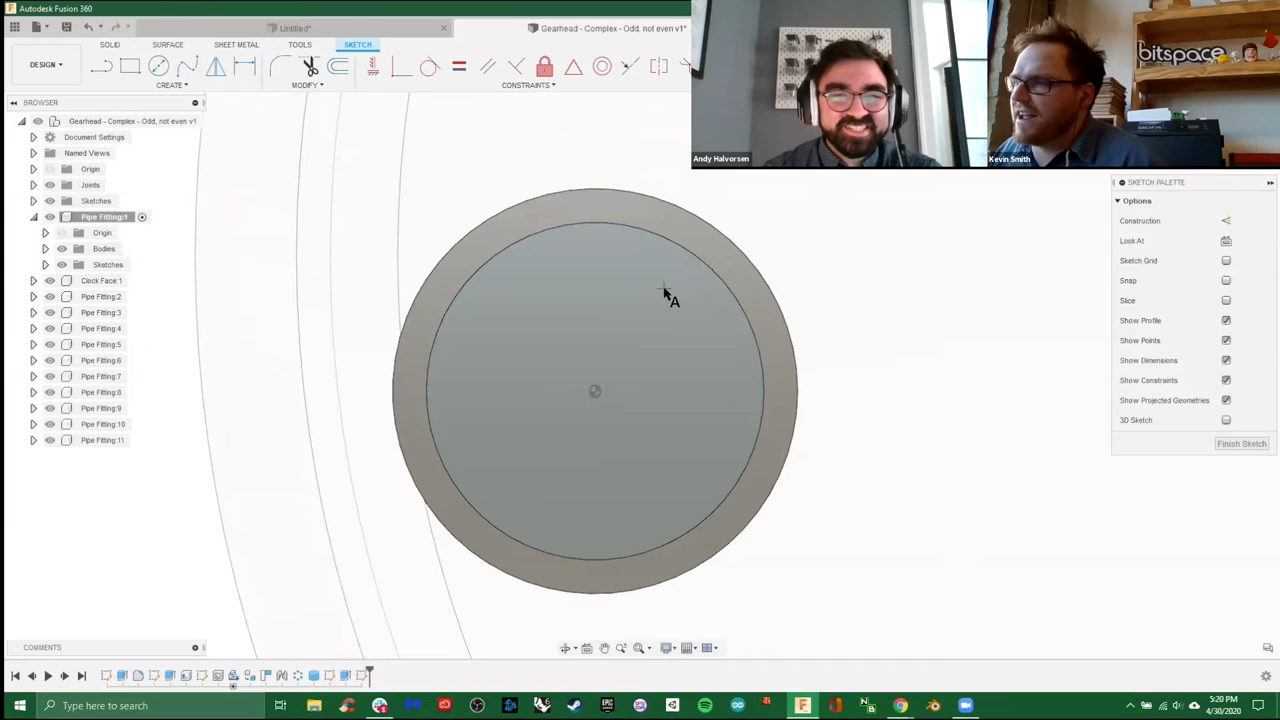 Autodesk Fusion 360
Untitled*
Gearhead - Complex - Odd, not even v1*
SOLID SURFACE SHEET METAL TOOLS SKETCH
DESIGN
CREATE MODIFY CONSTRAINTS
bitspace
Andy Halvorsen
Kevin Smith
BROWSER
Gearhead - Complex - Odd, not even v1
Document Settings
Named Views
Origin
Joints
Sketches
Pipe Fitting:1
Origin
Bodies
Sketches
Clock Face:1
Pipe Fitting:2
Pipe Fitting:3
Pipe Fitting:4
Pipe Fitting:5
Pipe Fitting:6
Pipe Fitting:7
Pipe Fitting:8
Pipe Fitting:9
Pipe Fitting:10
Pipe Fitting:11
A
SKETCH PALETTE
Options
Construction
Look At
Sketch Grid
Snap
Slice
Show Profile
Show Points
Show Dimensions
Show Constraints
Show Projected Geometries
3D Sketch
Finish Sketch
COMMENTS
Type here to search
5:20 PM
4/30/2020